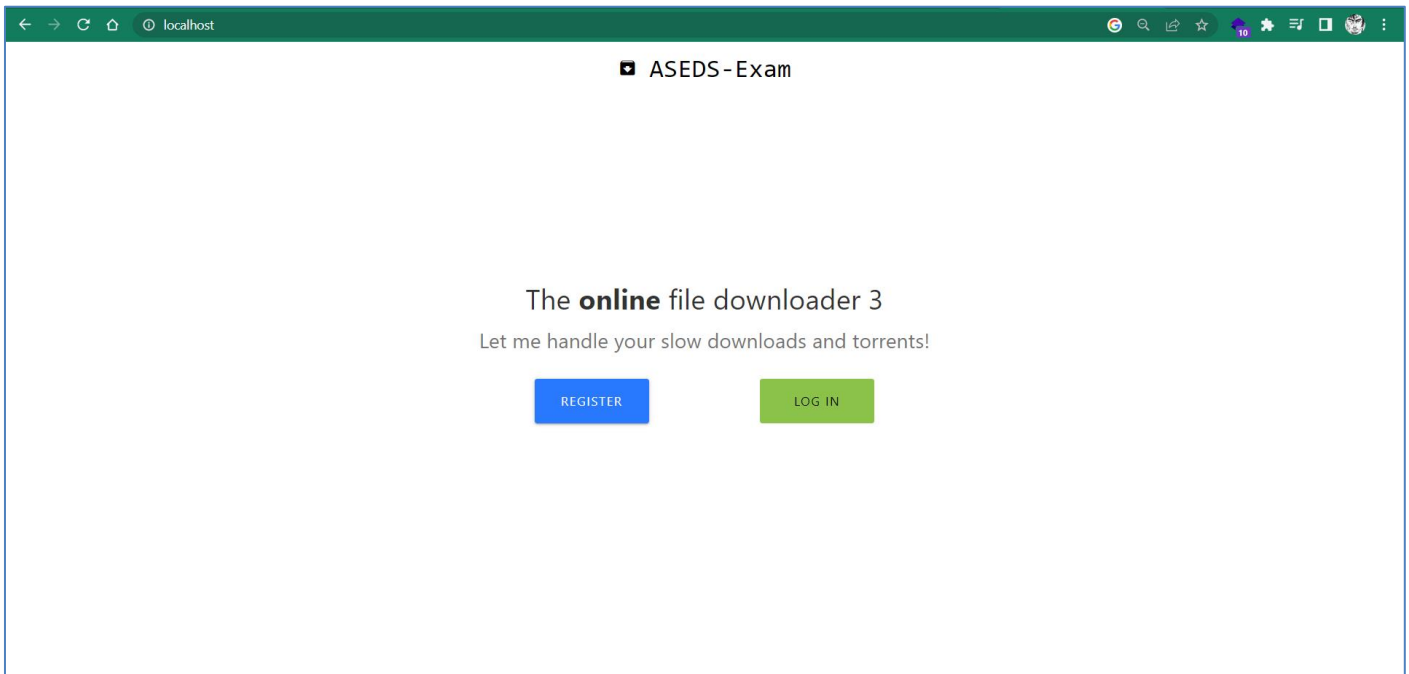 localhost
10
ASEDS-Exam
The online file downloader 3
Let me handle your slow downloads and torrents!
REGISTER
LOG IN